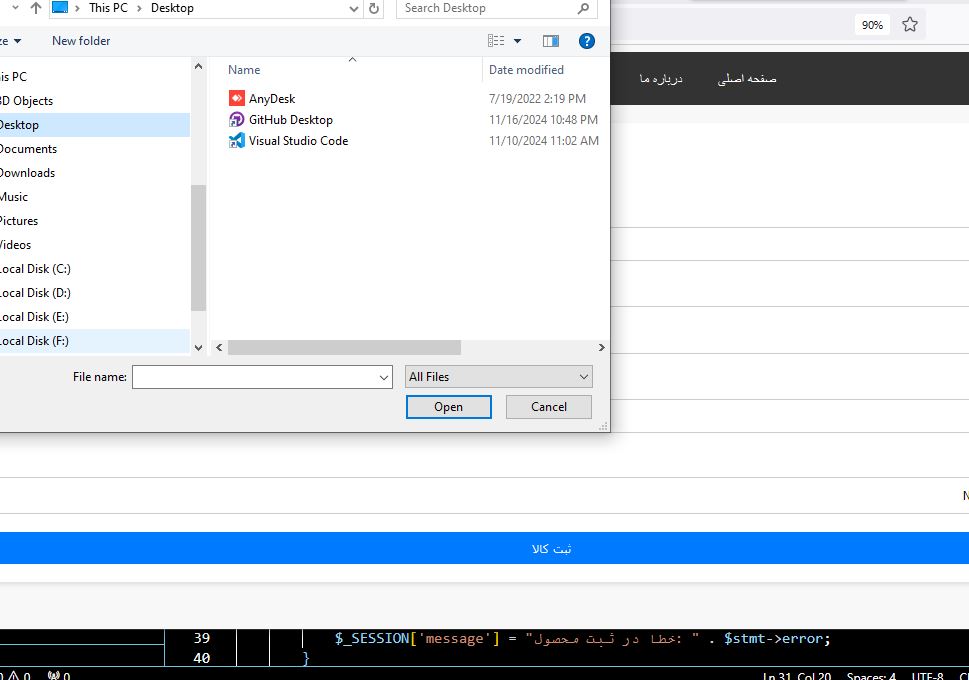 This PC > Desktop
Search Desktop
90%
New folder
Name
Date modified
صفحه اصلی
درباره ما
3D Objects
Desktop
Documents
Downloads
Music
Pictures
Videos
Local Disk (C:)
Local Disk (D:)
Local Disk (E:)
Local Disk (F:)
AnyDesk 7/19/2022 2:19 PM
GitHub Desktop 11/16/2024 10:48 PM
Visual Studio Code 11/10/2024 11:02 AM
File name:
All Files
Open
Cancel
ثبت کالا
39 $_SESSION['message'] = "خطا در ثبت محصول: " . $stmt->error;
40 }
0 0 0
Ln 31, Col 20 Spaces: 4 UTF-8